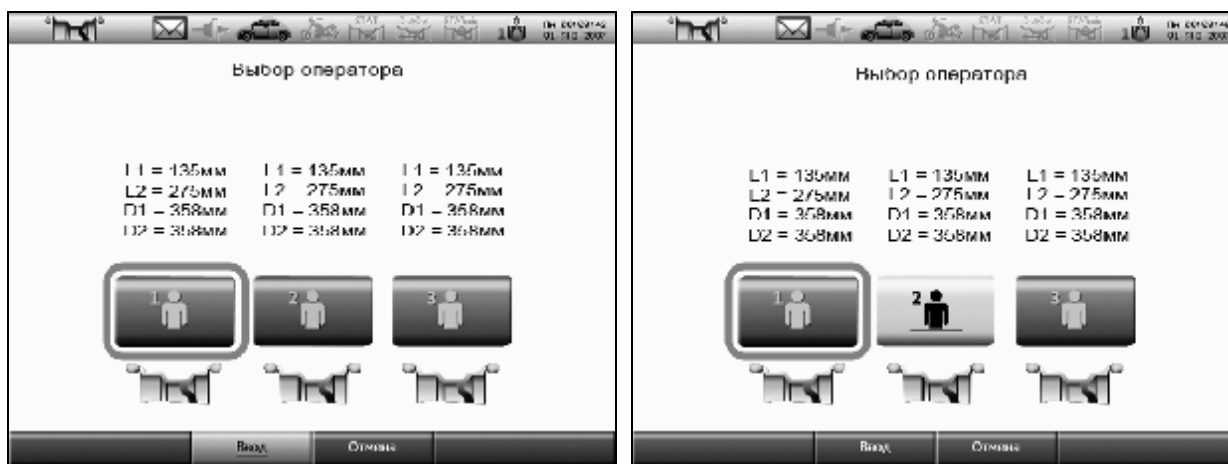 Выбор оператора
L1 = 135мм L1 = 135мм L1 = 135мм
L2 = 275мм L2 = 275мм L2 = 275мм
D1 = 358мм D1 = 358мм D1 = 358мм
D2 = 358мм D2 = 358мм D2 = 358мм
1 2 3
Ввод Отмена
Выбор оператора
L1 = 135мм L1 = 135мм L1 = 135мм
L2 = 275мм L2 = 275мм L2 = 275мм
D1 = 358мм D1 = 358мм D1 = 358мм
D2 = 358мм D2 = 358мм D2 = 358мм
1 2 3
Ввод Отмена